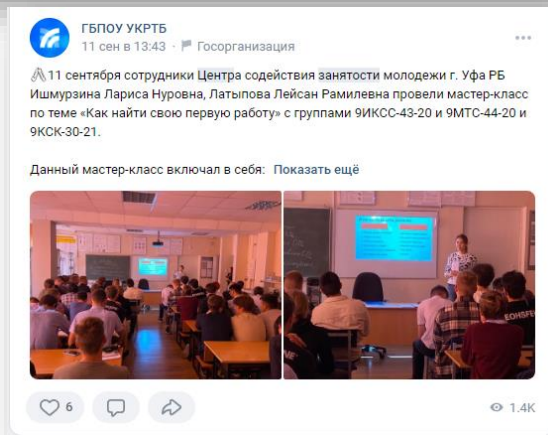 ГБПОУ УКРТБ
11 сен в 13:43 · Госорганизация
11 сентября сотрудники Центра содействия занятости молодежи г. Уфа РБ
Ишмурзина Лариса Нуровна, Латыпова Лейсан Рамилевна провели мастер-класс
по теме «Как найти свою первую работу» с группами 9ИКСС-43-20 и 9МТС-44-20 и
9КСК-30-21.
Данный мастер-класс включал в себя: Показать ещё
6
1.4K